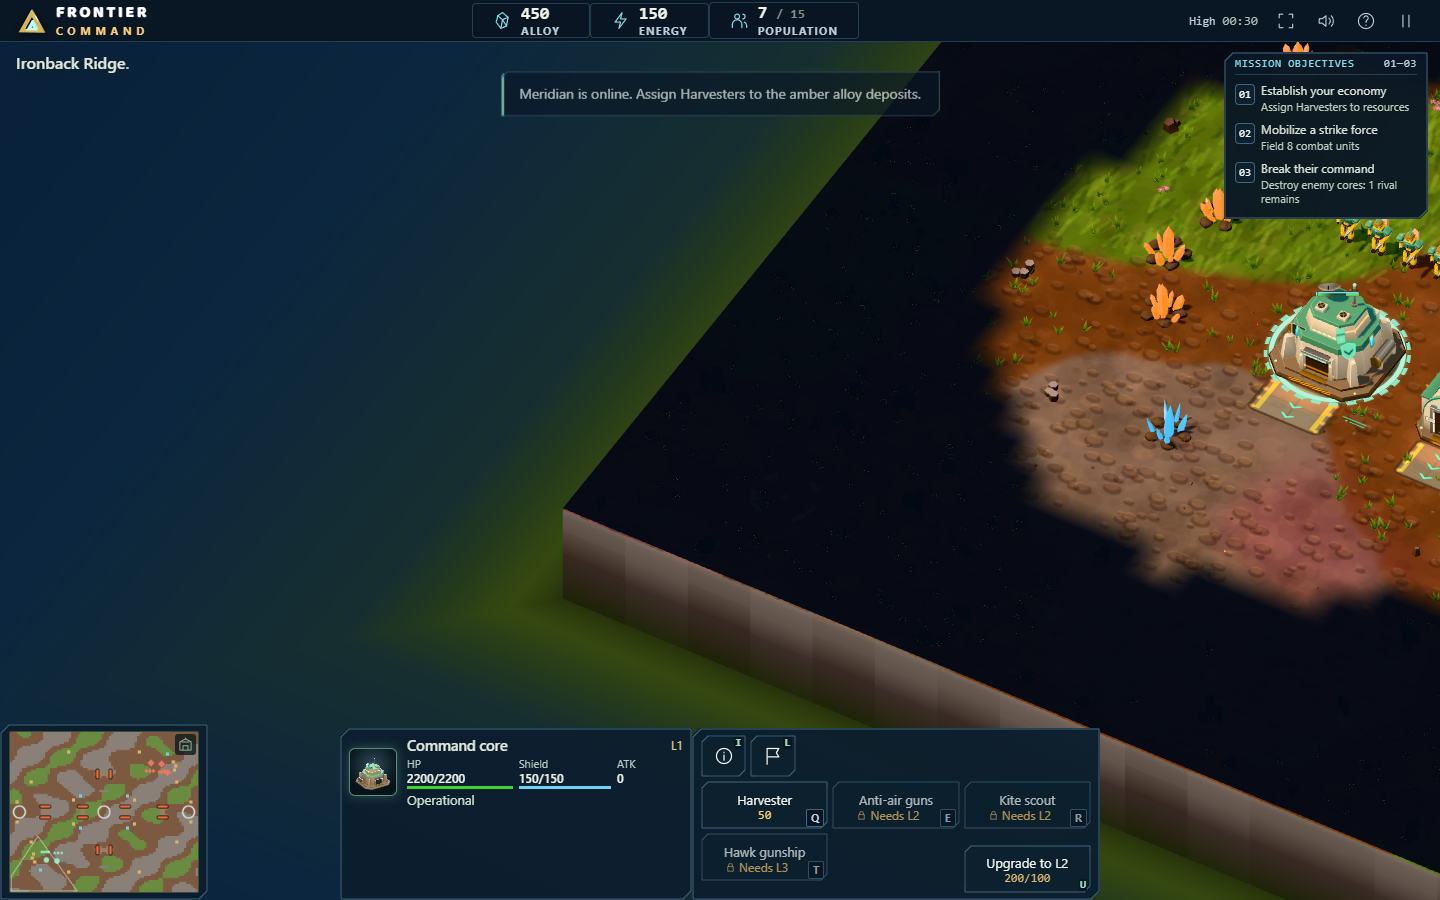 FRONTIER
COMMAND
450
ALLOY
150
ENERGY
7 / 15
POPULATION
High 00:30
Ironback Ridge.
Meridian is online. Assign Harvesters to the amber alloy deposits.
MISSION OBJECTIVES 01—03
01 Establish your economy
Assign Harvesters to resources
02 Mobilize a strike force
Field 8 combat units
03 Break their command
Destroy enemy cores: 1 rival
remains
Command core L1
HP Shield ATK
2200/2200 150/150 0
Operational
I L
Harvester
50 Q
Anti-air guns
Needs L2 E
Kite scout
Needs L2 R
Hawk gunship
Needs L3 T
Upgrade to L2
200/100 U